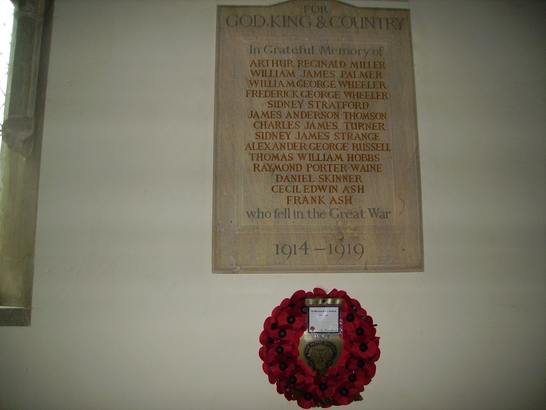 FOR
GOD, KING & COUNTRY
In Grateful Memory of
ARTHUR REGINALD MILLER
WILLIAM JAMES PALMER
WILLIAM GEORGE WHEELER
FREDERICK GEORGE WHEELER
SIDNEY STRATFORD
JAMES ANDERSON THOMSON
CHARLES JAMES TURNER
SIDNEY JAMES STRANGE
ALEXANDER GEORGE RUSSELL
THOMAS WILLIAM HOBBS
RAYMOND PORTER WAINE
DANIEL SKINNER
CECIL EDWIN ASH
FRANK ASH
who fell in the Great War
1914 – 1919